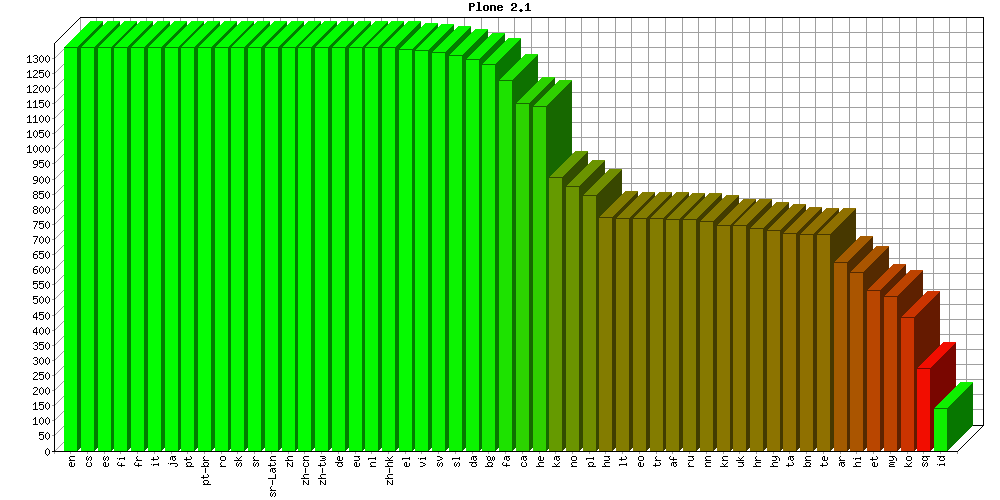 Plone 2.1
1300
1250
1200
1150
1100
1050
1000
950
900
850
800
750
700
650
600
550
500
450
400
350
300
250
200
150
100
50
0
en
cs
es
fi
fr
it
ja
pt
pt-br
ro
sk
sr
sr-Latn
zh
zh-cn
zh-tw
de
eu
nl
zh-hk
el
vi
sv
sl
da
bg
fa
ca
he
ka
no
pl
hu
lt
eo
tr
af
ru
nn
kn
uk
hr
hy
ta
bn
te
ar
hi
et
my
ko
sq
id